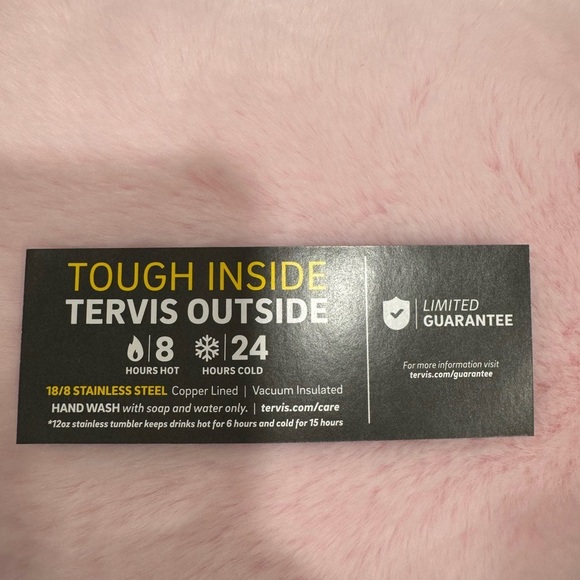 TOUGH INSIDE
TERVIS OUTSIDE
8
HOURS HOT
24
HOURS COLD
18/8 STAINLESS STEEL Copper Lined | Vacuum Insulated
HAND WASH with soap and water only. | tervis.com/care
*12oz stainless tumbler keeps drinks hot for 6 hours and cold for 15 hours
LIMITED
GUARANTEE
For more information visit
tervis.com/guarantee